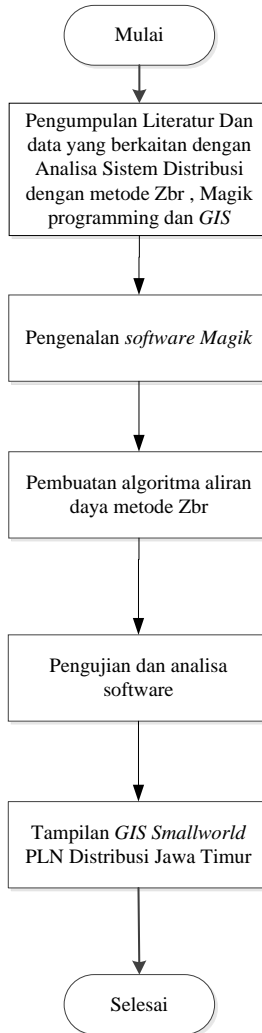 Mulai
Pengumpulan Literatur Dan
data yang berkaitan dengan
Analisa Sistem Distribusi
dengan metode Zbr , Magik
programming dan GIS
Pengenalan software Magik
Pembuatan algoritma aliran
daya metode Zbr
Pengujian dan analisa
software
Tampilan GIS Smallworld
PLN Distribusi Jawa Timur
Selesai